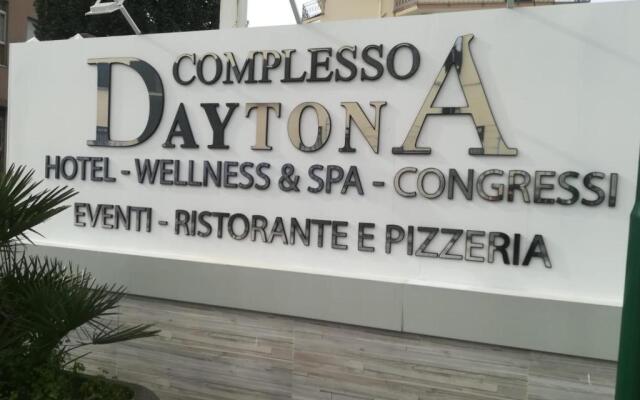 COMPLESSO
DAYTONA
HOTEL - WELLNESS & SPA - CONGRESSI
EVENTI - RISTORANTE E PIZZERIA